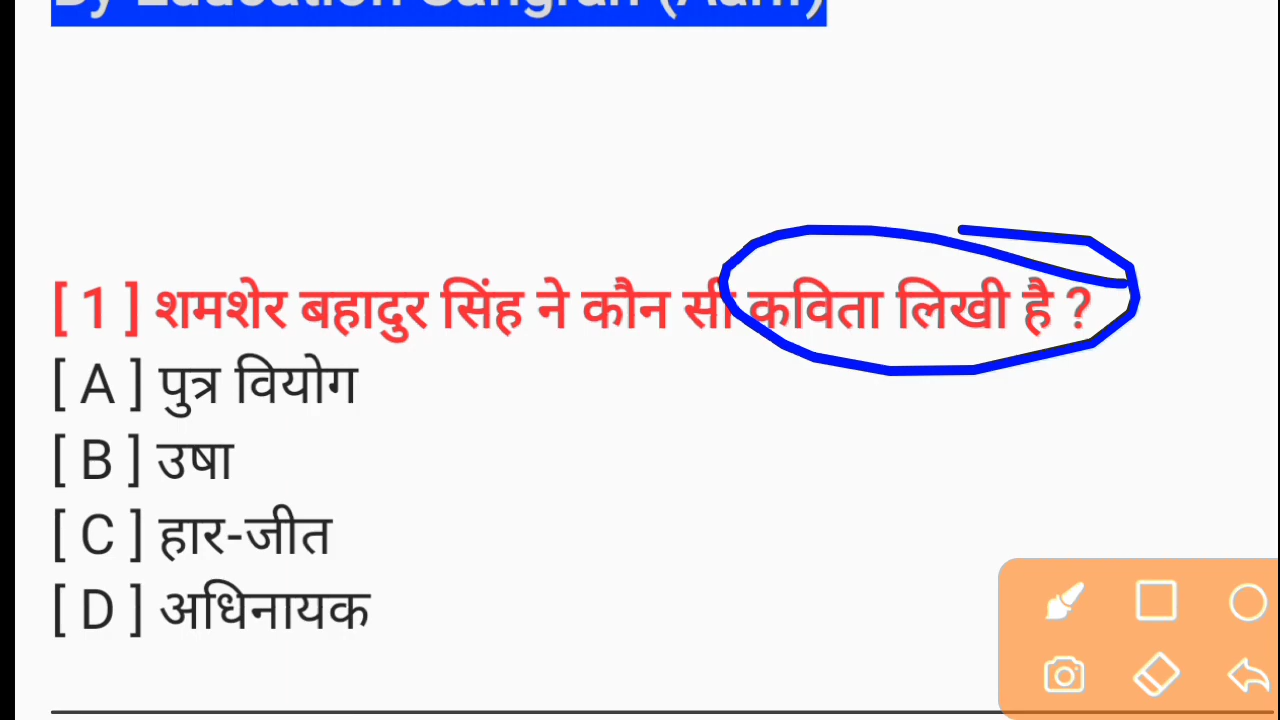 [ 1 ] शमशेर बहादुर सिंह ने कौन सी कविता लिखी है ?
[ A ] पुत्र वियोग
[ B ] उषा
[ C ] हार-जीत
[ D ] अधिनायक